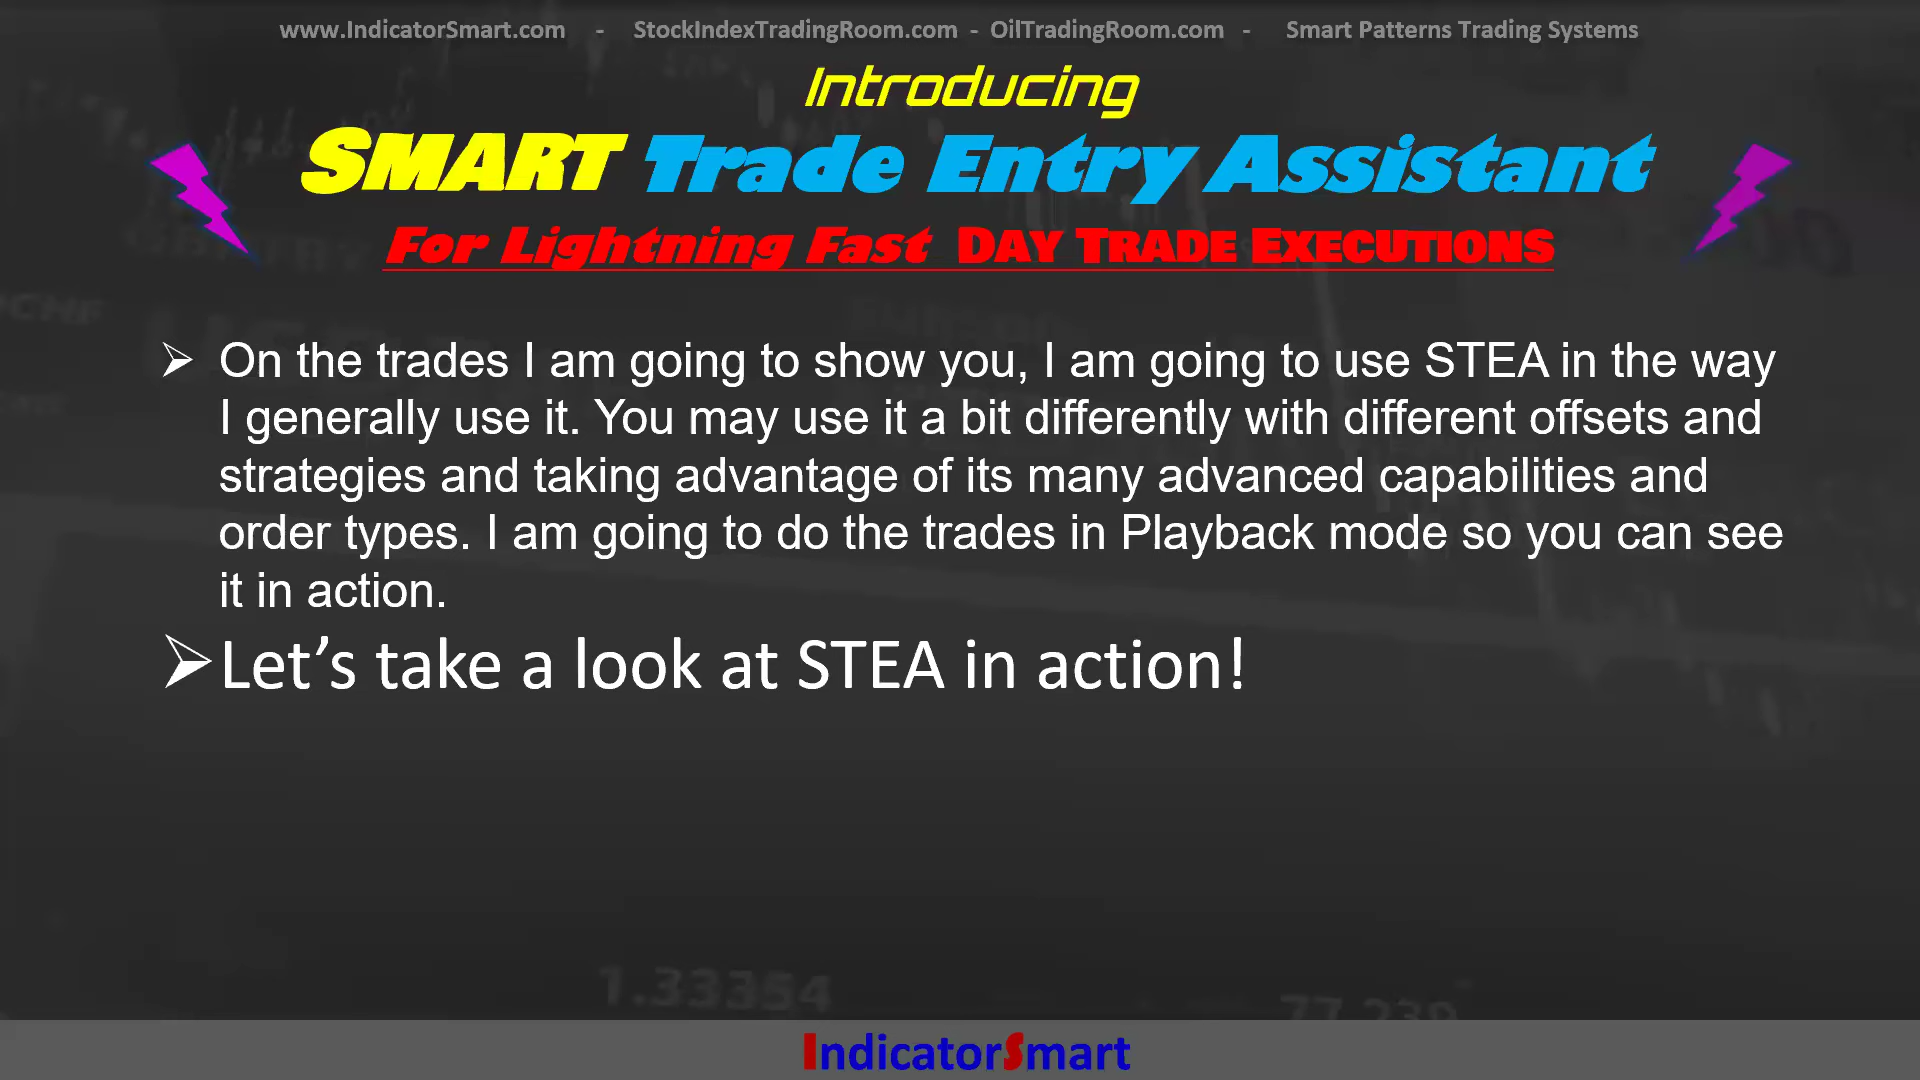 www.IndicatorSmart.com - StockIndexTradingRoom.com - OilTradingRoom.com - Smart Patterns Trading Systems
Introducing
SMART Trade Entry Assistant
For Lightning Fast DAY TRADE EXECUTIONS
➢ On the trades I am going to show you, I am going to use STEA in the way
I generally use it. You may use it a bit differently with different offsets and
strategies and taking advantage of its many advanced capabilities and
order types. I am going to do the trades in Playback mode so you can see
it in action.
➢ Let’s take a look at STEA in action!
1.33354
77.239
IndicatorSmart